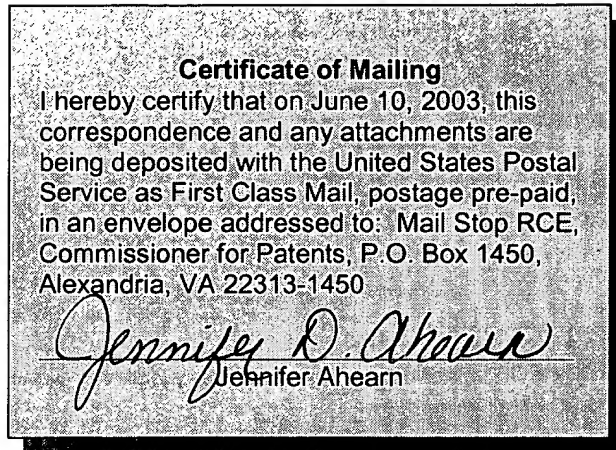 Certificate of Mailing
I hereby certify that on June 10, 2003, this
correspondence and any attachments are
being deposited with the United States Postal
Service as First Class Mail, postage pre-paid,
in an envelope addressed to: Mail Stop RCE,
Commissioner for Patents, P.O. Box 1450,
Alexandria, VA 22313-1450
Jennifer D. Ahearn
Jennifer Ahearn